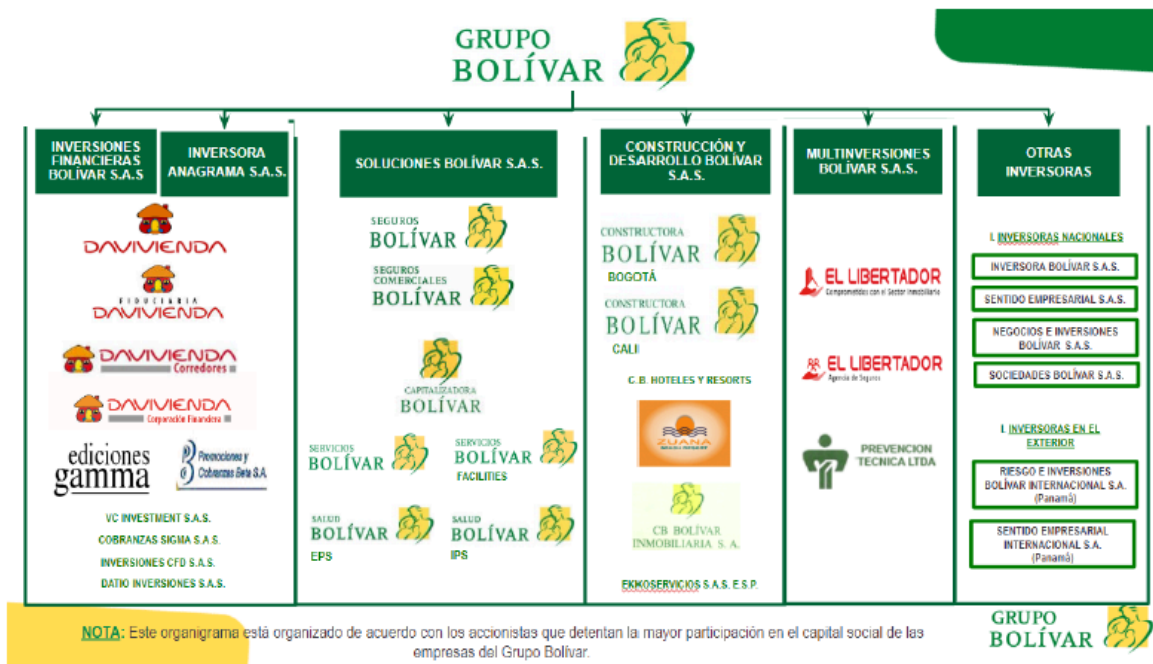 GRUPO
BOLÍVAR
INVERSIONES
FINANCIERAS
BOLÍVAR S.A.S
INVERSORA
ANAGRAMA S.A.S.
SOLUCIONES BOLÍVAR S.A.S.
CONSTRUCCIÓN Y
DESARROLLO BOLÍVAR
S.A.S.
MULTINVERSIONES
BOLÍVAR S.A.S.
OTRAS
INVERSORAS
DAVIVIENDA
FIDUCIARIA
DAVIVIENDA
DAVIVIENDA
Corredores
DAVIVIENDA
Corporación Financiera
ediciones
gamma
Promociones y
Cobranzas Beta S.A.
VC INVESTMENT S.A.S.
COBRANZAS SIGMA S.A.S.
INVERSIONES CFD S.A.S.
DATIO INVERSIONES S.A.S.
SEGUROS
BOLÍVAR
SEGUROS
COMERCIALES
BOLÍVAR
CAPITALIZADORA
BOLÍVAR
SERVICIOS
BOLÍVAR
SERVICIOS
BOLÍVAR
FACILITIES
SALUD
BOLÍVAR
EPS
SALUD
BOLÍVAR
IPS
CONSTRUCTORA
BOLÍVAR
BOGOTÁ
CONSTRUCTORA
BOLÍVAR
CALII
C.B. HOTELES Y RESORTS
ZUANA
CB BOLÍVAR
INMOBILIARIA S. A.
EKKOSERVICIOS S.A.S. E.S.P.
EL LIBERTADOR
Comprometidos con el Sector Inmobiliario
EL LIBERTADOR
Agencia de Seguros
PREVENCION
TECNICA LTDA
I. INVERSORAS NACIONALES
INVERSORA BOLÍVAR S.A.S.
SENTIDO EMPRESARIAL S.A.S.
NEGOCIOS E INVERSIONES
BOLÍVAR S.A.S.
SOCIEDADES BOLÍVAR S.A.S.
I. INVERSORAS EN EL
EXTERIOR
RIESGO E INVERSIONES
BOLÍVAR INTERNACIONAL S.A.
(Panamá)
SENTIDO EMPRESARIAL
INTERNACIONAL S.A.
(Panamá)
NOTA: Este organigrama está organizado de acuerdo con los accionistas que detentan la mayor participación en el capital social de las
empresas del Grupo Bolívar.
GRUPO
BOLÍVAR